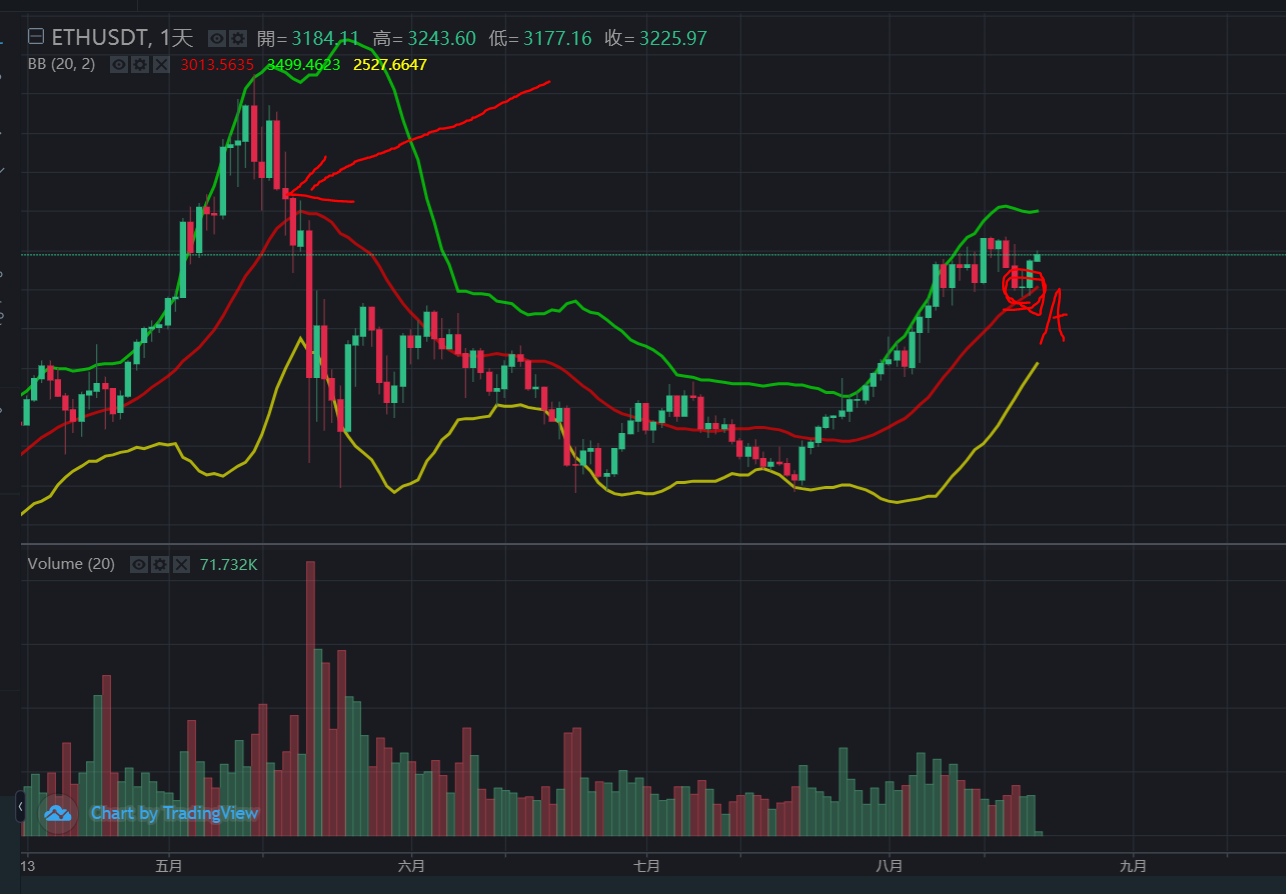 ETHUSDT, 1天 開=3184.11 高=3243.60 低=3177.16 收=3225.97
BB (20, 2) 3013.5635 3499.4623 2527.6647
Volume (20) 71.732K
Chart by TradingView
13 五月 六月 七月 八月 九月